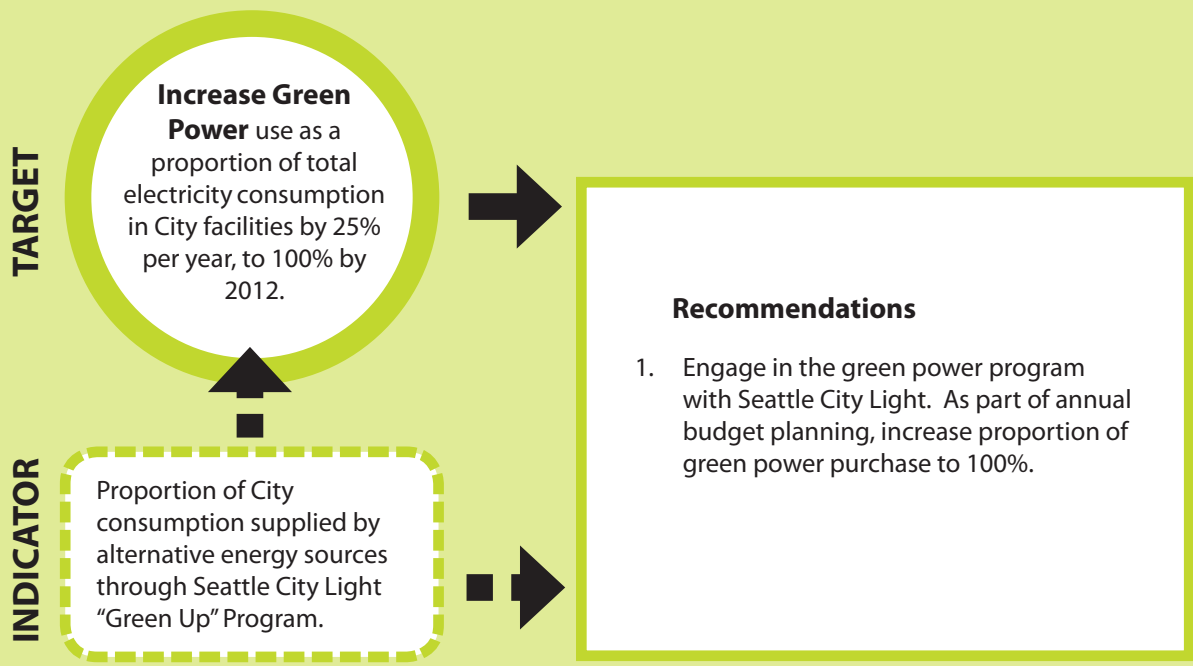 TARGET
Increase Green
Power use as a
proportion of total
electricity consumption
in City facilities by 25%
per year, to 100% by
2012.
INDICATOR
Proportion of City
consumption supplied by
alternative energy sources
through Seattle City Light
“Green Up” Program.
Recommendations
1. Engage in the green power program
with Seattle City Light. As part of annual
budget planning, increase proportion of
green power purchase to 100%.